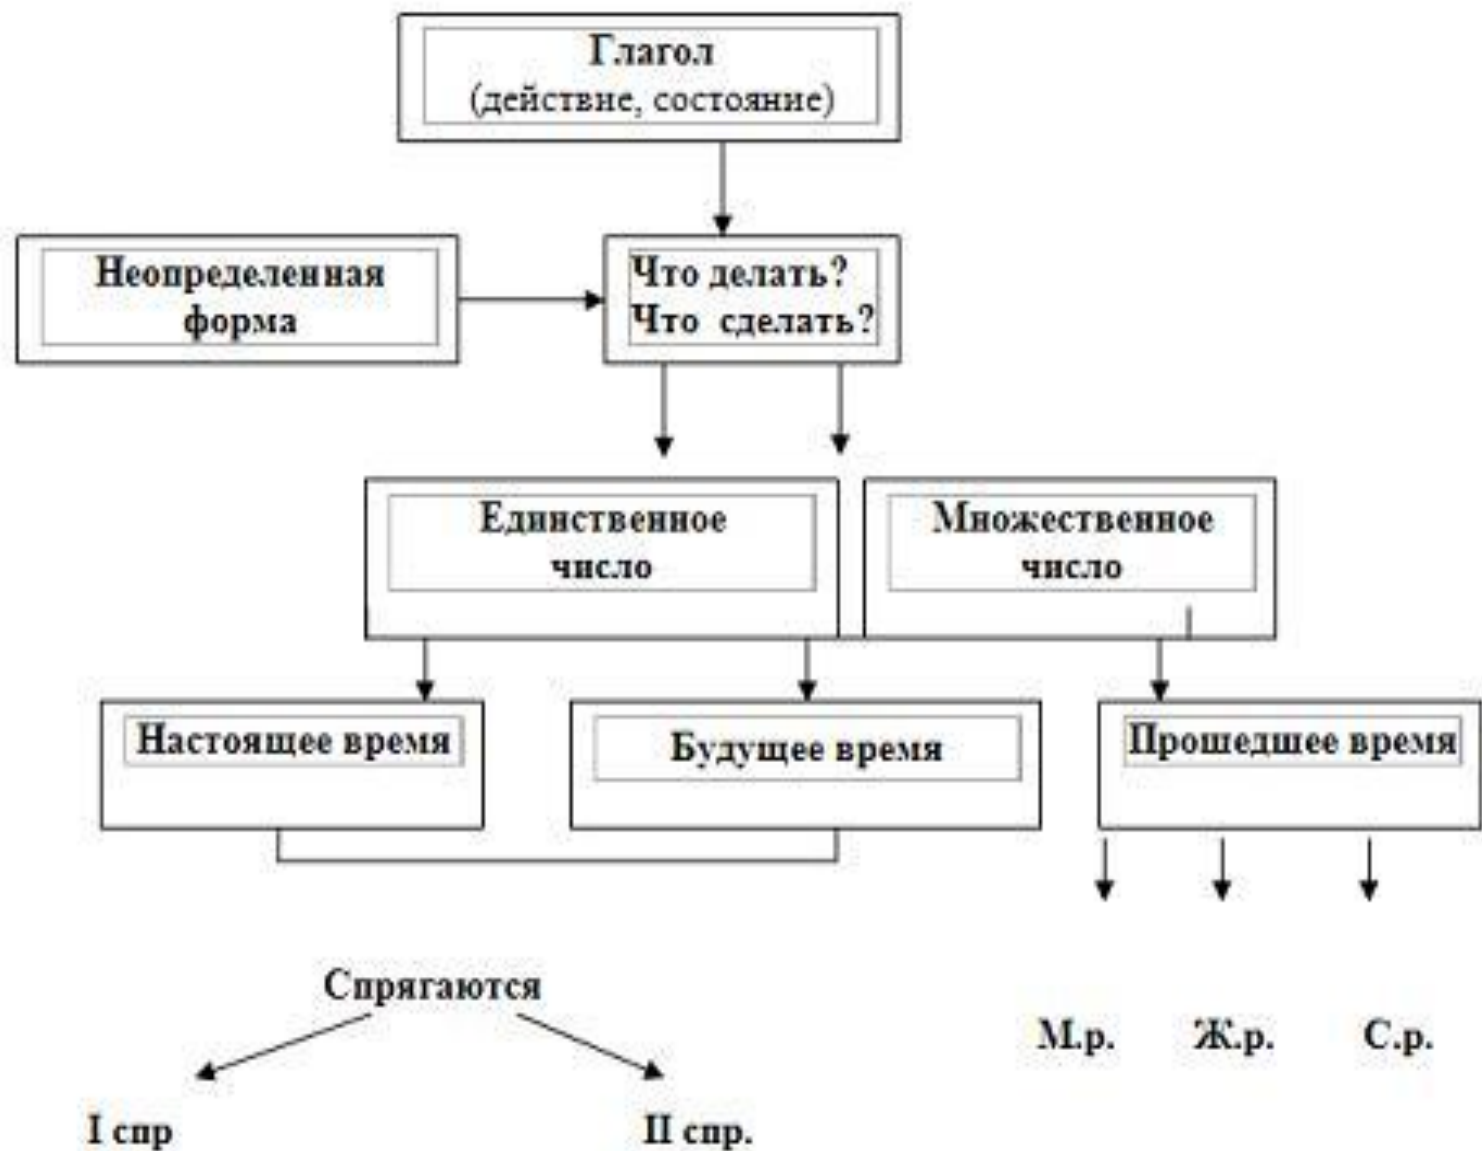 Глагол
(действие, состояние)
Неопределенная
форма
Что делать?
Что сделать?
Единственное
число
Множественное
число
Настоящее время
Будущее время
Прошедшее время
Спрягаются
М.р.
Ж.р.
С.р.
I спр
II спр.